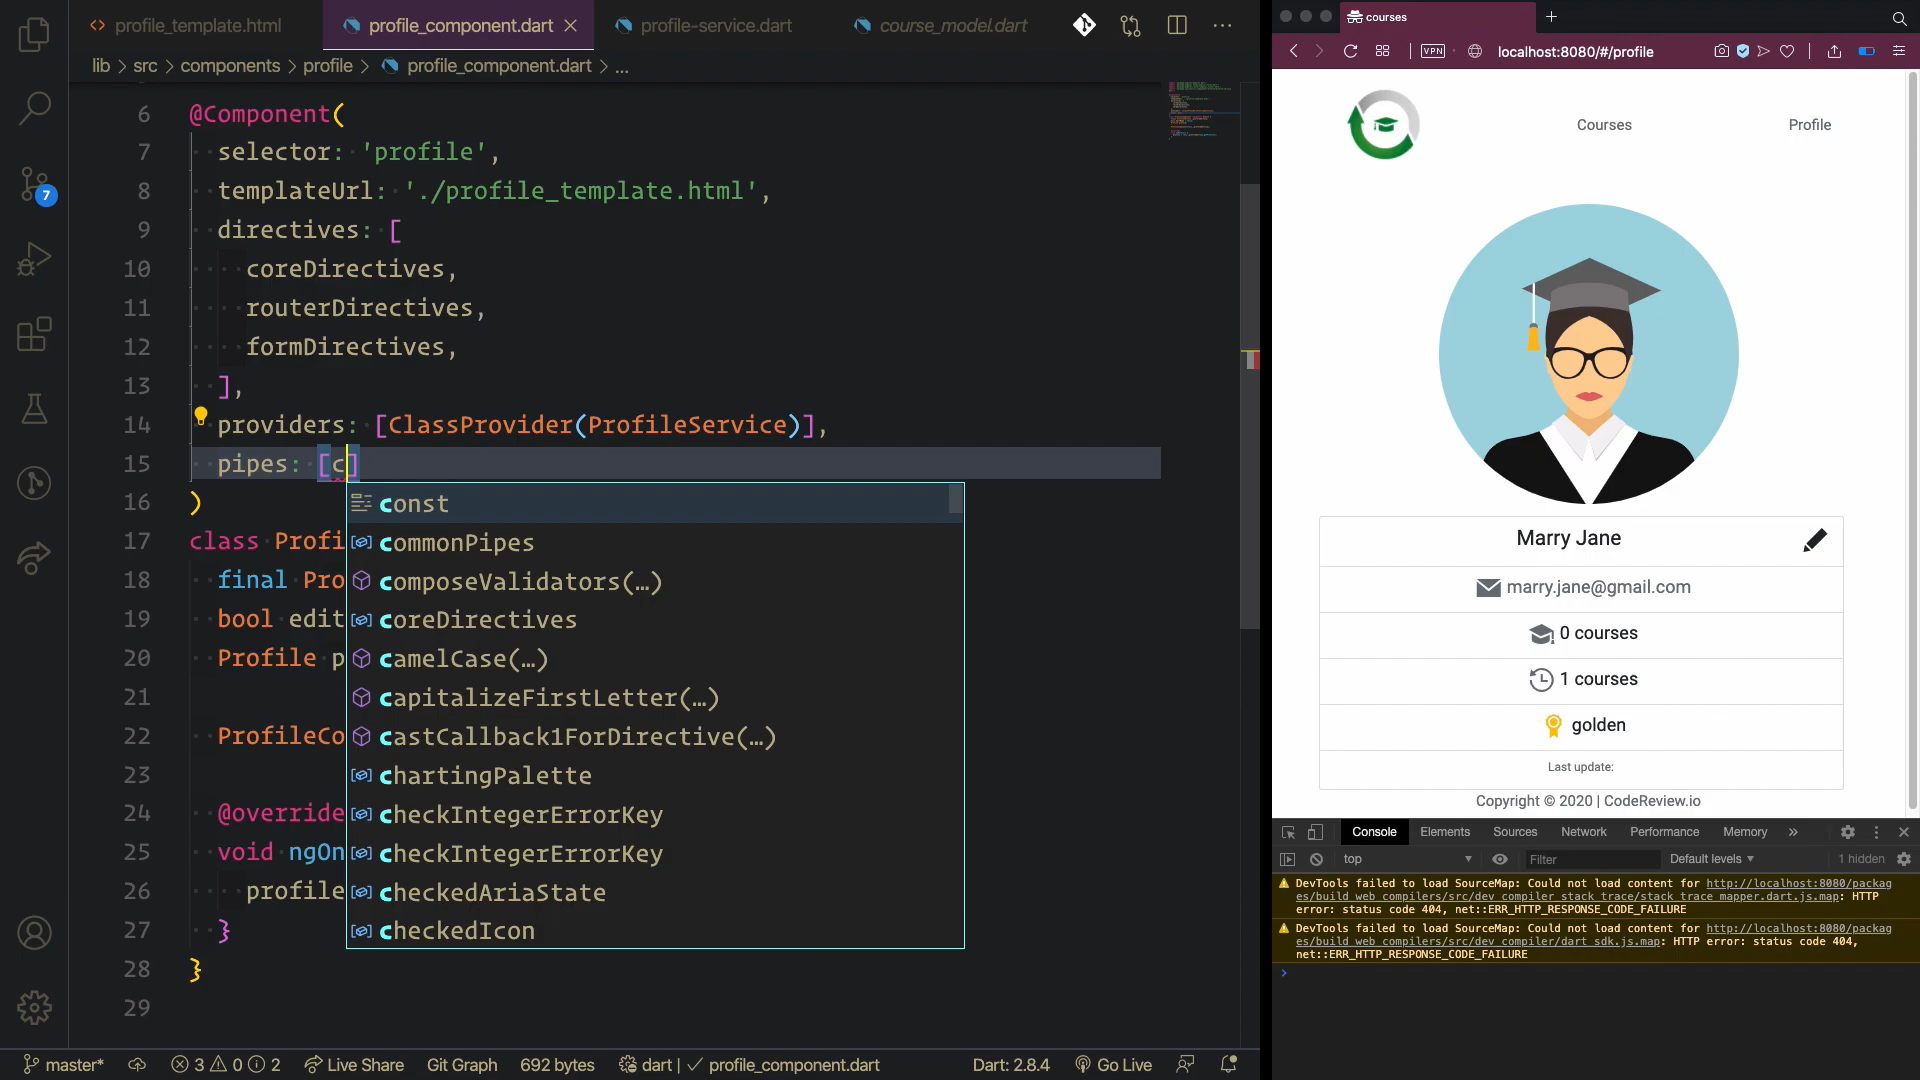 profile_template.html
profile_component.dart
profile-service.dart
course_model.dart
lib > src > components > profile > profile_component.dart > ...
6 @Component(
7 selector: 'profile',
8 templateUrl: './profile_template.html',
9 directives: [
10 coreDirectives,
11 routerDirectives,
12 formDirectives,
13 ],
14 providers: [ClassProvider(ProfileService)],
15 pipes: [c]
16 )
17 class Profi
18 final Pro
19 bool edit
20 Profile p
21
22 ProfileCo
23
24 @override
25 void ngOn
26 profile
27 }
28 }
29
const
commonPipes
composeValidators(…)
coreDirectives
camelCase(…)
capitalizeFirstLetter(…)
castCallback1ForDirective(…)
chartingPalette
checkIntegerErrorKey
checkIntegerErrorKey
checkedAriaState
checkedIcon
7
master* 3 0 2 Live Share Git Graph 692 bytes dart | ✓ profile_component.dart Dart: 2.8.4 Go Live
courses
VPN localhost:8080/#/profile
Courses Profile
Marry Jane
marry.jane@gmail.com
0 courses
1 courses
golden
Last update:
Copyright © 2020 | CodeReview.io
Console Elements Sources Network Performance Memory »
top Filter Default levels 1 hidden
DevTools failed to load SourceMap: Could not load content for http://localhost:8080/packag
es/build_web_compilers/src/dev_compiler_stack_trace/stack_trace_mapper.dart.js.map: HTTP
error: status code 404, net::ERR_HTTP_RESPONSE_CODE_FAILURE
DevTools failed to load SourceMap: Could not load content for http://localhost:8080/packag
es/build_web_compilers/src/dev_compiler/dart_sdk.js.map: HTTP error: status code 404,
net::ERR_HTTP_RESPONSE_CODE_FAILURE